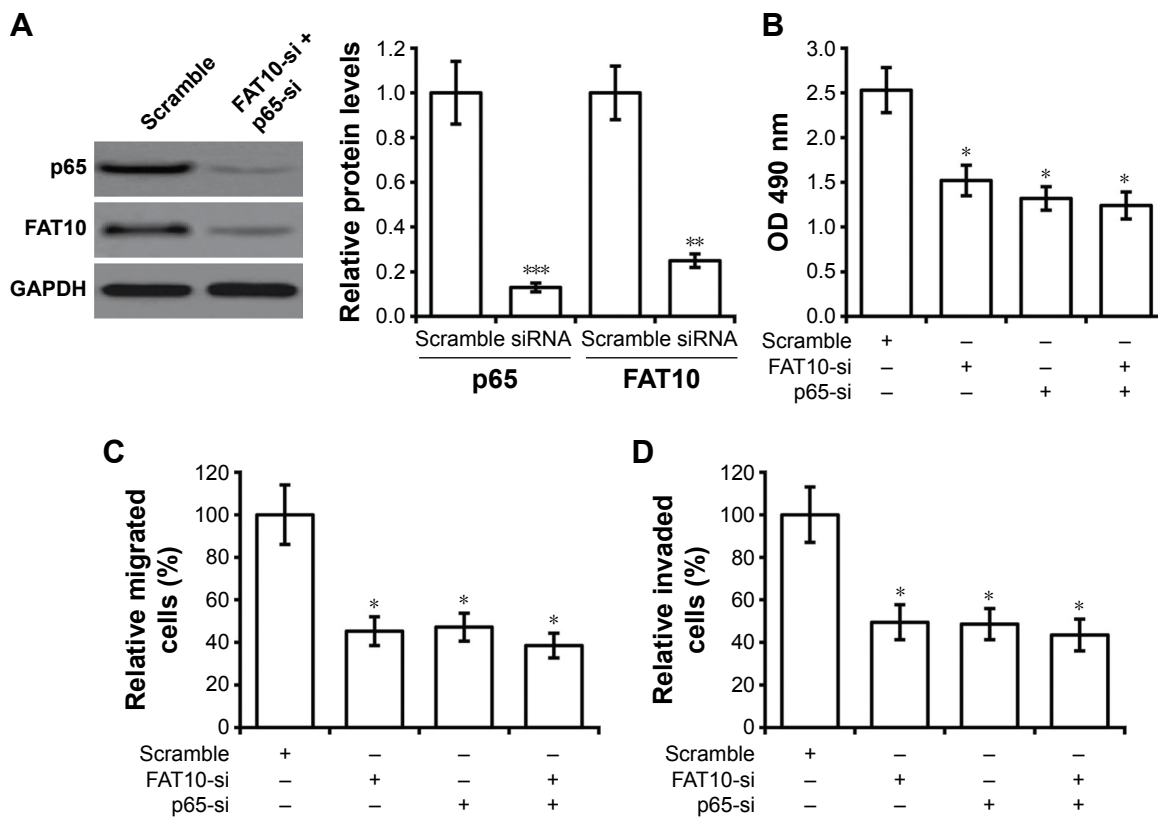 A
Scramble
FAT10-si +
p65-si
p65
FAT10
GAPDH
Relative protein levels
1.2
1.0
0.8
0.6
0.4
0.2
0.0
***
**
Scramble siRNA Scramble siRNA
p65 FAT10
B
OD 490 nm
3.0
2.5
2.0
1.5
1.0
0.5
0.0
* * *
Scramble + – – –
FAT10-si – + – +
p65-si – – + +
C
Relative migrated
cells (%)
120
100
80
60
40
20
0
* * *
Scramble + – – –
FAT10-si – + – +
p65-si – – + +
D
Relative invaded
cells (%)
120
100
80
60
40
20
0
* * *
Scramble + – – –
FAT10-si – + – +
p65-si – – + +